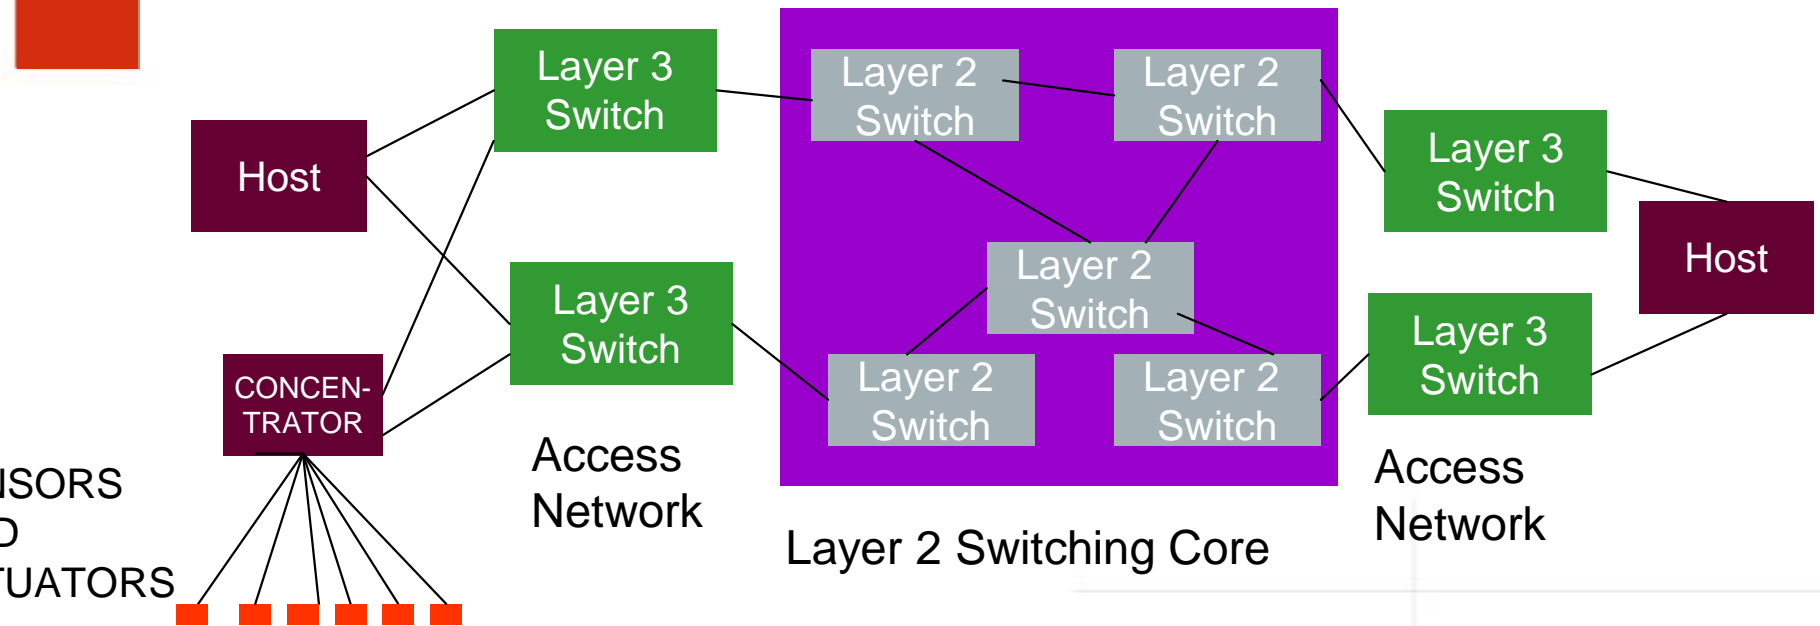 Layer 3
Switch
Layer 2
Switch
Layer 2
Switch
Host
Layer 3
Switch
Layer 3
Switch
Layer 2
Switch
Host
CONCEN-
TRATOR
Layer 2
Switch
Layer 2
Switch
Layer 3
Switch
Access
Network
Access
Network
NSORS
D
TUATORS
Layer 2 Switching Core